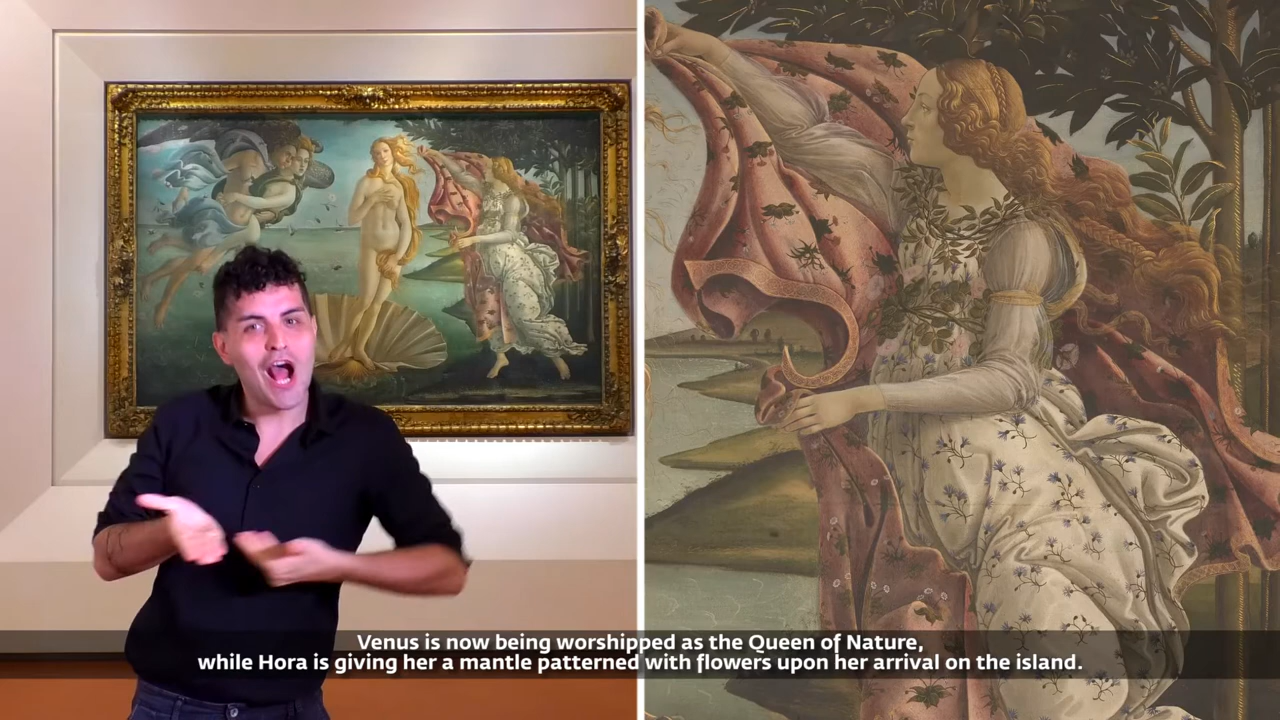 Venus is now being worshipped as the Queen of Nature,
while Hora is giving her a mantle patterned with flowers upon her arrival on the island.